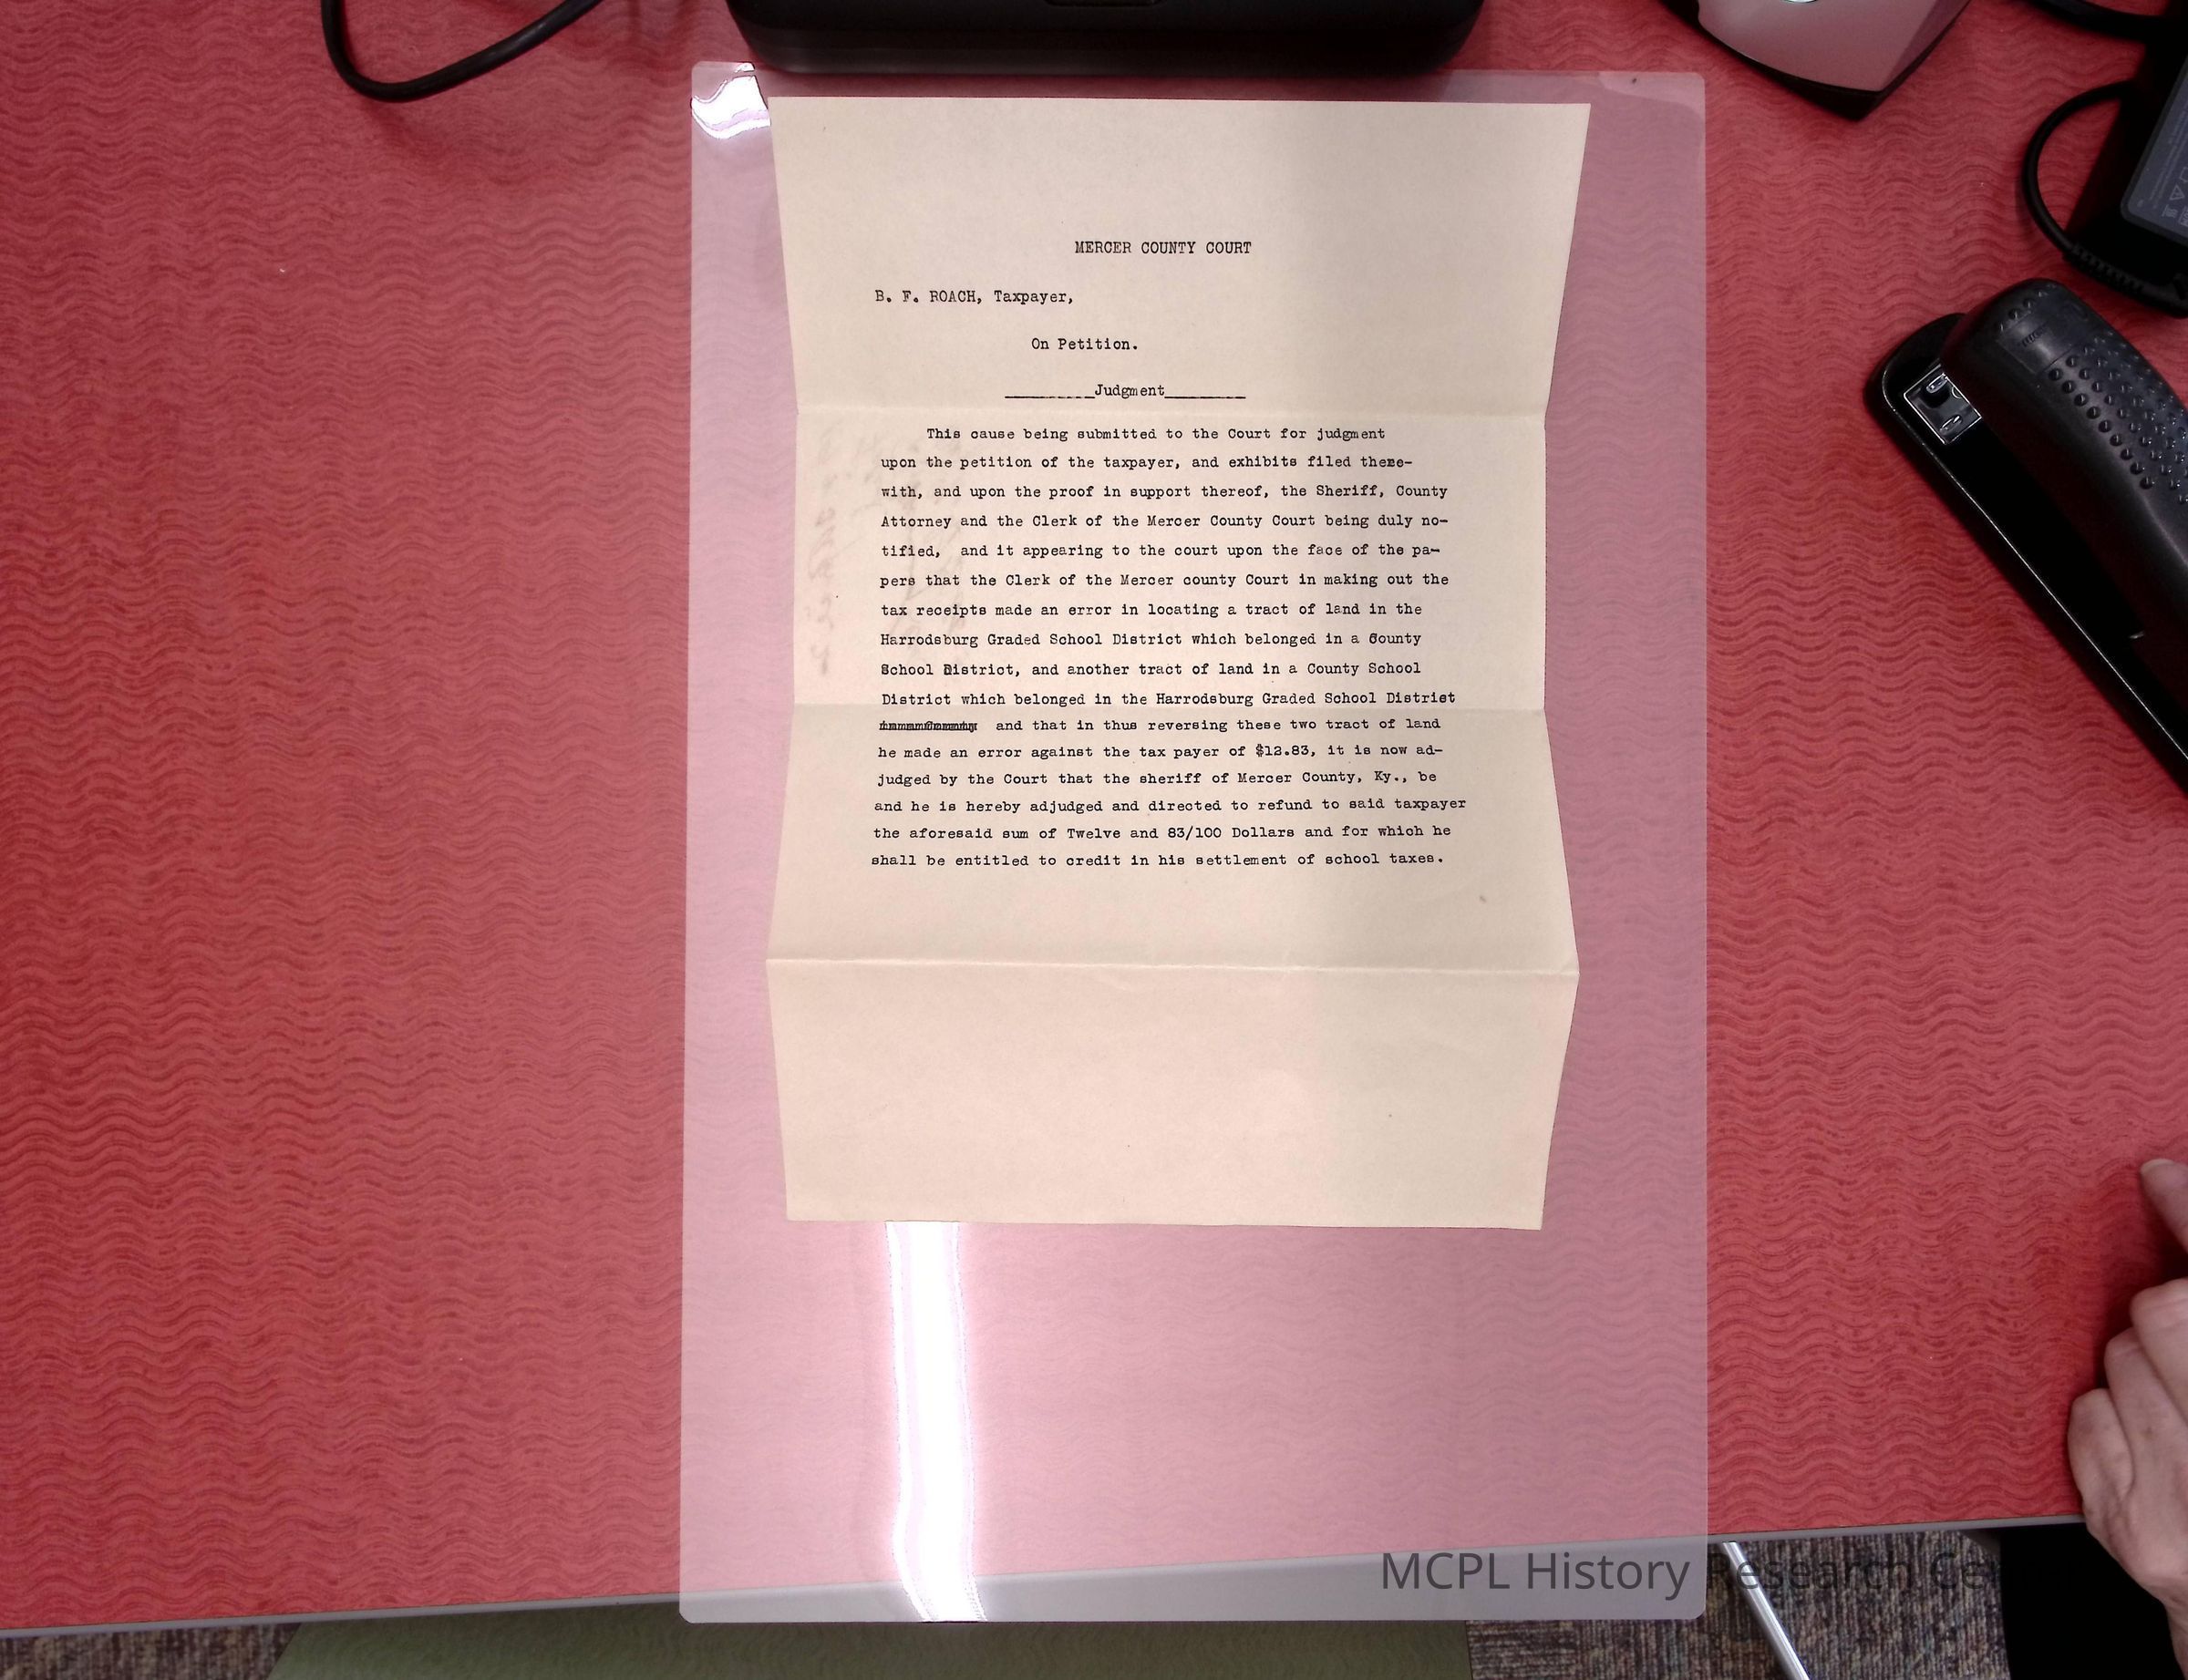 MERCER COUNTY COURT
B. F. ROACH, Taxpayer,
On Petition.
__________Judgment_________
This cause being submitted to the Court for judgment
upon the petition of the taxpayer, and exhibits filed there-
with, and upon the proof in support thereof, the Sheriff, County
Attorney and the Clerk of the Mercer County Court being duly no-
tified, and it appearing to the court upon the face of the pa-
pers that the Clerk of the Mercer county Court in making out the
tax receipts made an error in locating a tract of land in the
Harrodsburg Graded School District which belonged in a County
School District, and another tract of land in a County School
District which belonged in the Harrodsburg Graded School District
and that in thus reversing these two tract of land
he made an error against the tax payer of $12.83, it is now ad-
judged by the Court that the sheriff of Mercer County, Ky., be
and he is hereby adjudged and directed to refund to said taxpayer
the aforesaid sum of Twelve and 83/100 Dollars and for which he
shall be entitled to credit in his settlement of school taxes.
MCPL History Research Ce